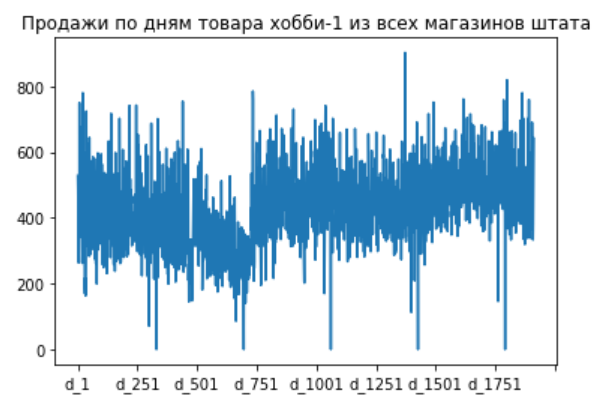 Продажи по дням товара хобби-1 из всех магазинов штата
800
600
400
200
0
d_1 d_251 d_501 d_751 d_1001 d_1251 d_1501 d_1751